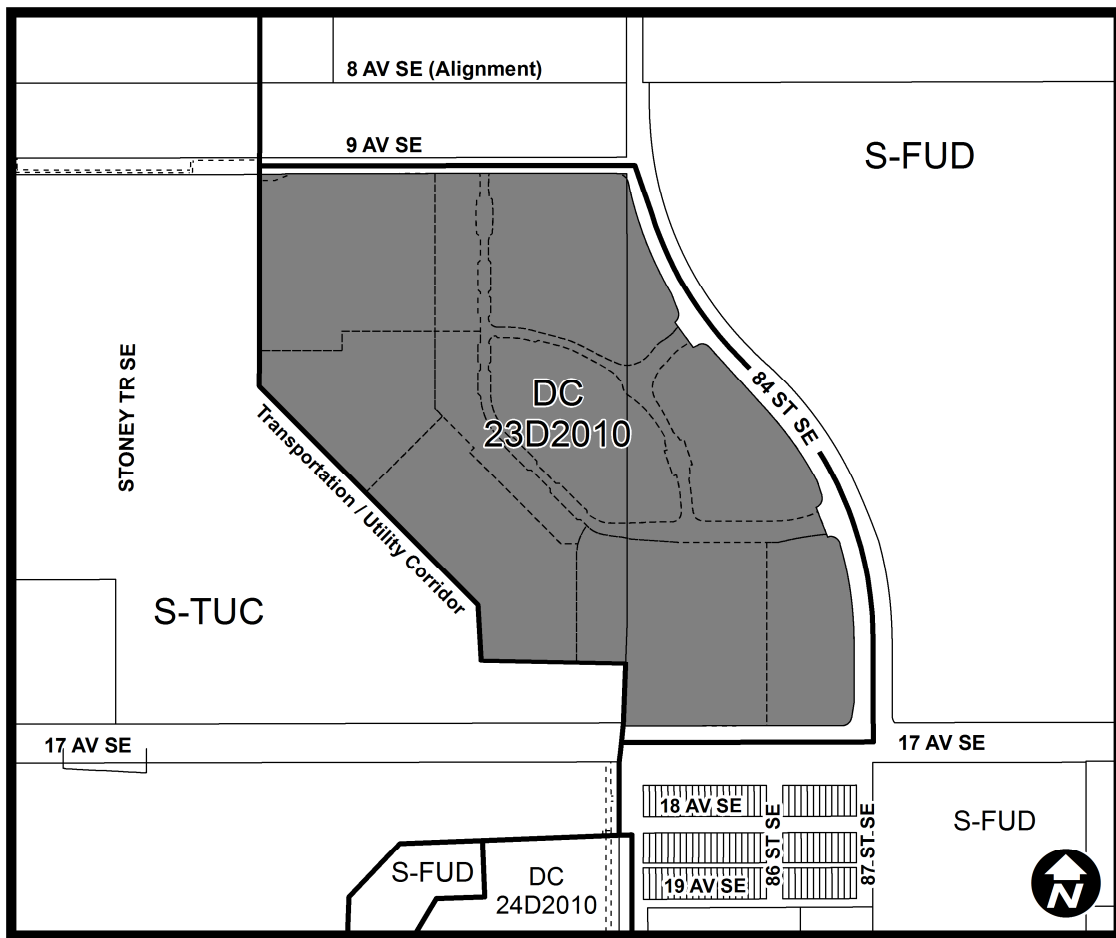 8 AV SE (Alignment)
9 AV SE
S-FUD
STONEY TR SE
DC
23D2010
84 ST SE
Transportation / Utility Corridor
S-TUC
17 AV SE
17 AV SE
18 AV SE
86 ST SE
87 ST SE
S-FUD
S-FUD
DC
24D2010
19 AV SE
N